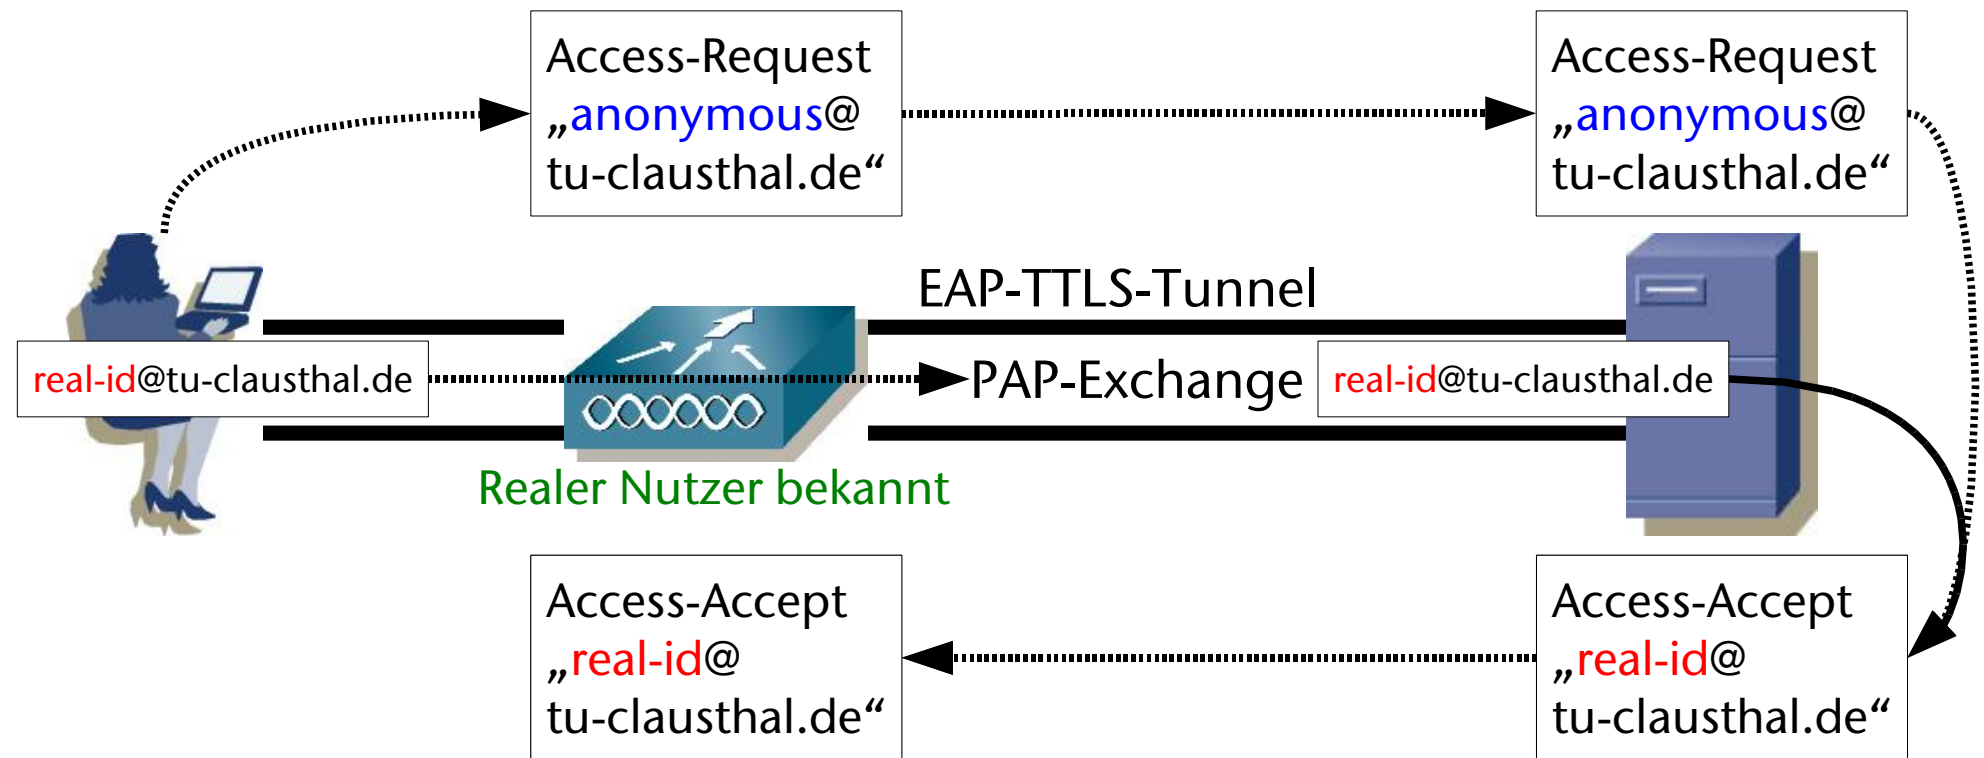 Access-Request
„anonymous@
tu-clausthal.de“
Access-Request
„anonymous@
tu-clausthal.de“
EAP-TTLS-Tunnel
real-id@tu-clausthal.de
PAP-Exchange
real-id@tu-clausthal.de
Realer Nutzer bekannt
Access-Accept
„real-id@
tu-clausthal.de“
Access-Accept
„real-id@
tu-clausthal.de“